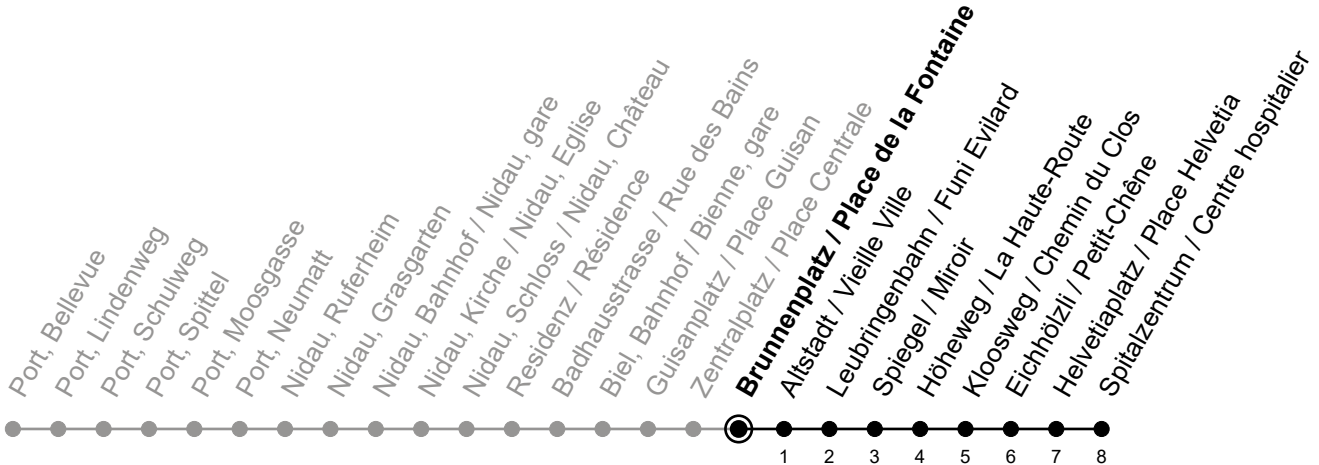 Port, Bellevue
Port, Lindenweg
Port, Schulweg
Port, Spittel
Port, Moosgasse
Port, Neumatt
Nidau, Ruferheim
Nidau, Grasgarten
Nidau, Bahnhof / Nidau, gare
Nidau, Kirche / Nidau, Eglise
Nidau, Schloss / Nidau, Château
Residenz / Résidence
Badhausstrasse / Rue des Bains
Biel, Bahnhof / Bienne, gare
Guisanplatz / Place Guisan
Zentralplatz / Place Centrale
Brunnenplatz / Place de la Fontaine
Altstadt / Vieille Ville
Leubringenbahn / Funi Evilard
Spiegel / Miroir
Höheweg / La Haute-Route
Kloosweg / Chemin du Clos
Eichhölzli / Petit-Chêne
Helvetiaplatz / Place Helvetia
Spitalzentrum / Centre hospitalier
1 2 3 4 5 6 7 8